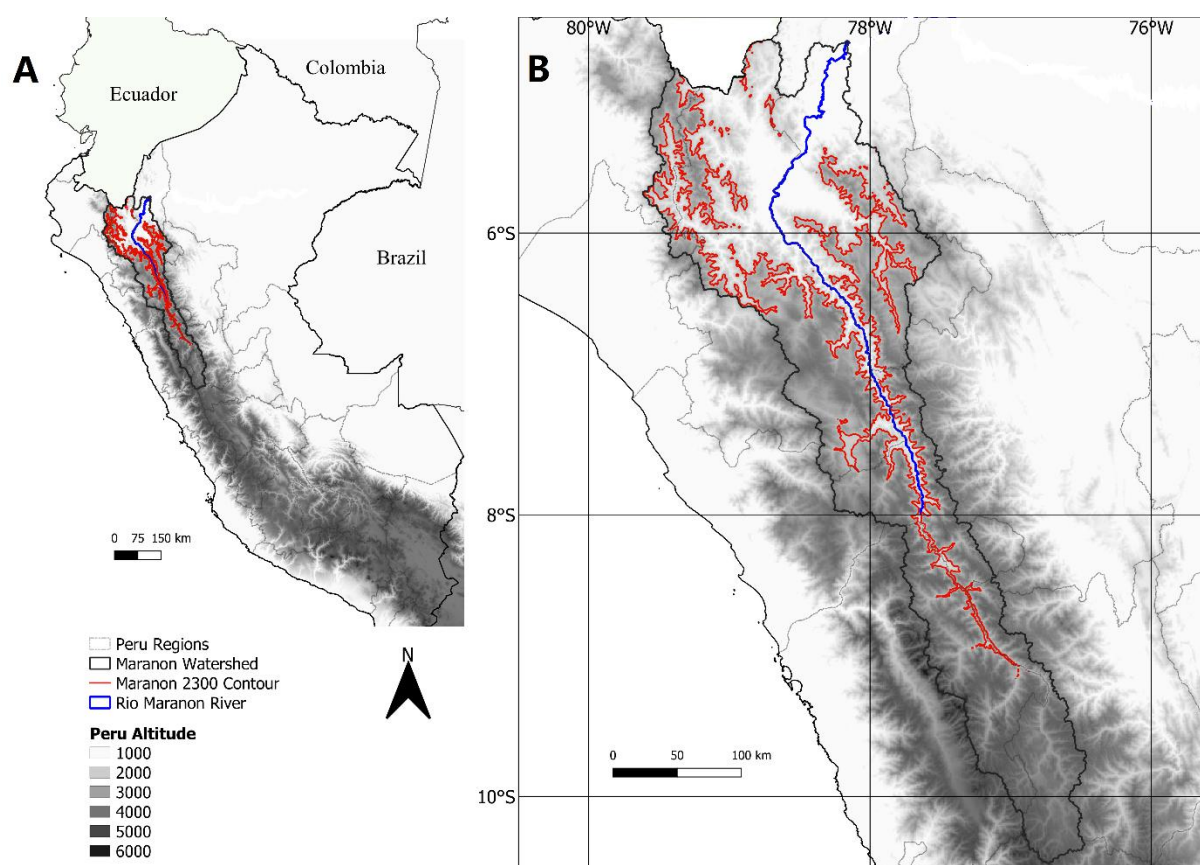 A
Colombia
Ecuador
Brazil
0 75 150 km
N
Peru Regions
Maranon Watershed
Maranon 2300 Contour
Rio Maranon River
Peru Altitude
1000
2000
3000
4000
5000
6000
B
80°W 78°W 76°W
6°S
8°S
10°S
0 50 100 km